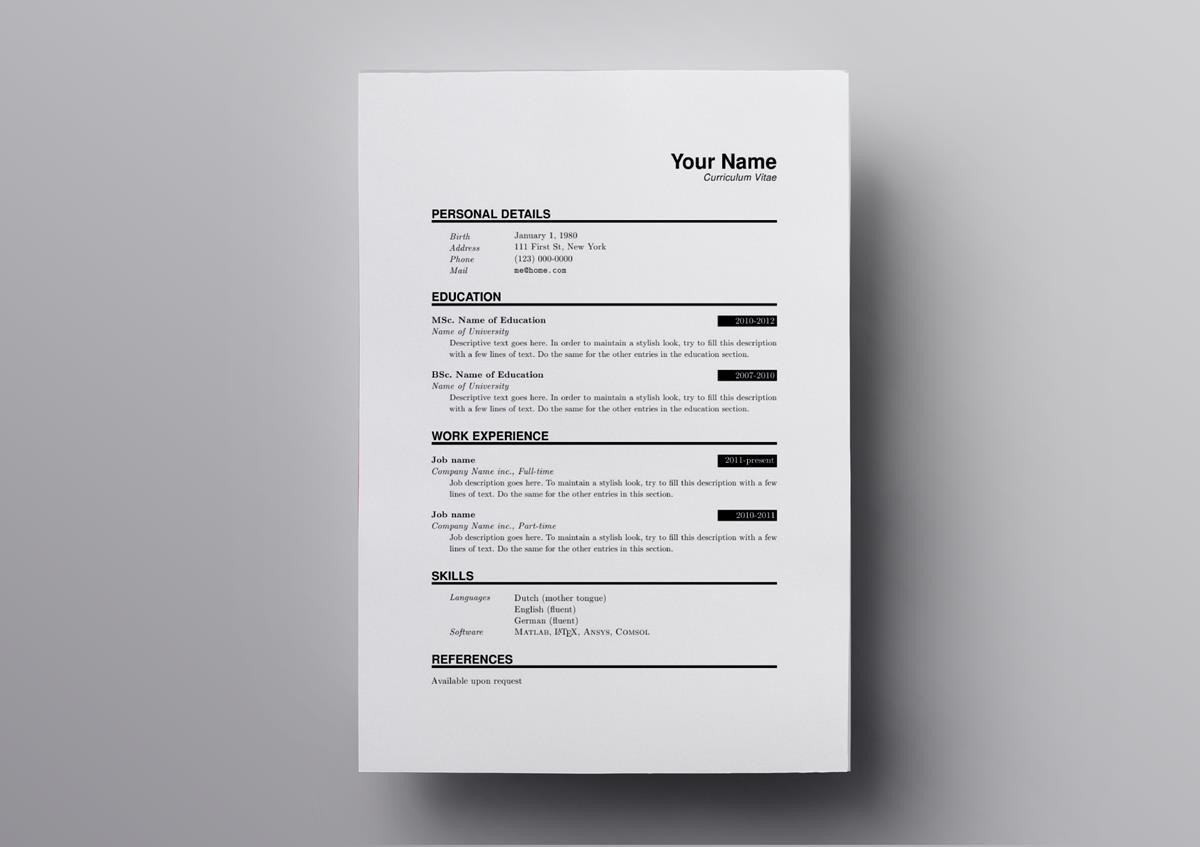 Your Name
Curriculum Vitae
PERSONAL DETAILS
Birth January 1, 1980
Address 111 First St, New York
Phone (123) 000-0000
Mail me@home.com
EDUCATION
MSc. Name of Education 2010-2012
Name of University
Descriptive text goes here. In order to maintain a stylish look, try to fill this description
with a few lines of text. Do the same for the other entries in the education section.
BSc. Name of Education 2007-2010
Name of University
Descriptive text goes here. In order to maintain a stylish look, try to fill this description
with a few lines of text. Do the same for the other entries in the education section.
WORK EXPERIENCE
Job name 2011-present
Company Name inc., Full-time
Job description goes here. To maintain a stylish look, try to fill this description with a few
lines of text. Do the same for the other entries in this section.
Job name 2010-2011
Company Name inc., Part-time
Job description goes here. To maintain a stylish look, try to fill this description with a few
lines of text. Do the same for the other entries in this section.
SKILLS
Languages Dutch (mother tongue)
English (fluent)
German (fluent)
Software MATLAB, LATEX, ANSYS, COMSOL
REFERENCES
Available upon request